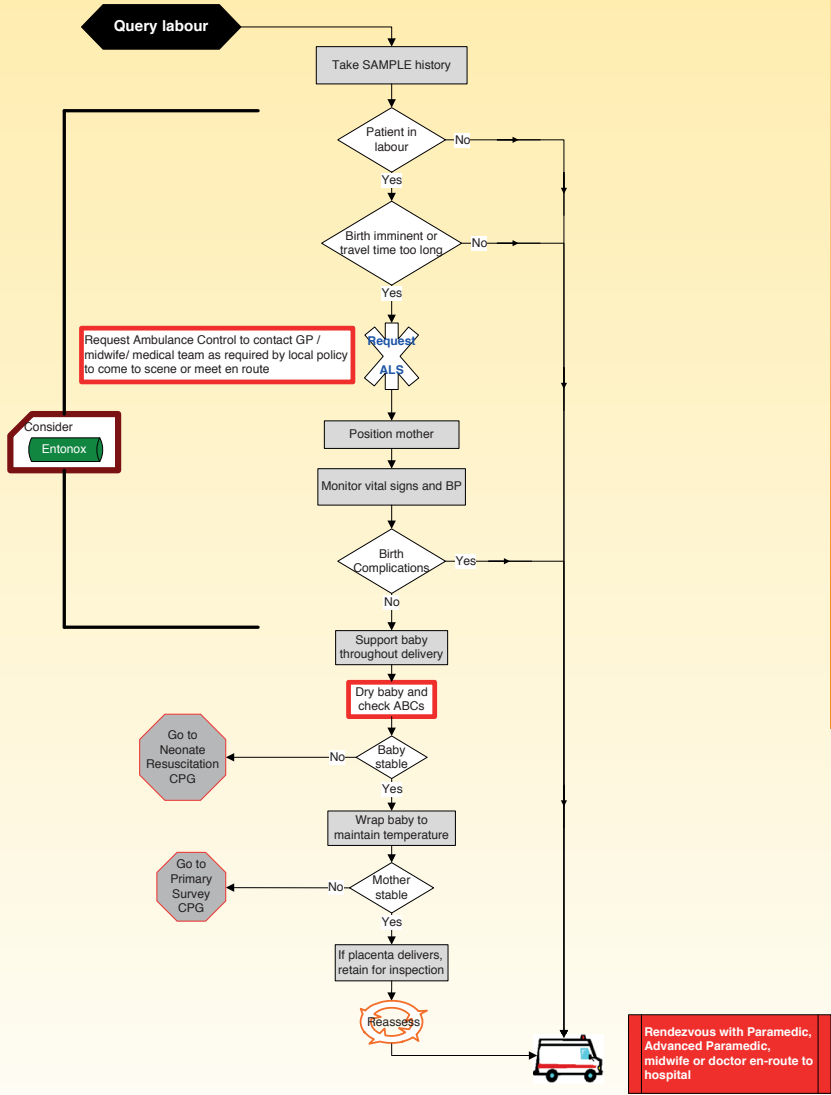 Query labour
Take SAMPLE history
Patient in
labour
No
Yes
Birth imminent or
travel time too long
No
Yes
Request Ambulance Control to contact GP /
midwife/ medical team as required by local policy
to come to scene or meet en route
Request
ALS
Consider
Entonox
Position mother
Monitor vital signs and BP
Birth
Complications
Yes
No
Support baby
throughout delivery
Dry baby and
check ABCs
Go to
Neonate
Resuscitation
CPG
No
Baby
stable
Yes
Wrap baby to
maintain temperature
Go to
Primary
Survey
CPG
No
Mother
stable
Yes
If placenta delivers,
retain for inspection
Reassess
Rendezvous with Paramedic,
Advanced Paramedic,
midwife or doctor en-route to
hospital